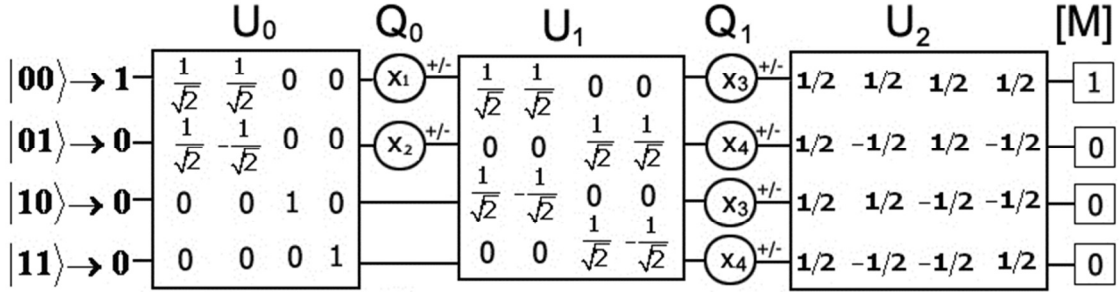 U₀ Q₀ U₁ Q₁ U₂ [M]
|00⟩→1 1/√2 1/√2 0 0 x₁ +/- 1/√2 1/√2 0 0 x₃ +/- 1/2 1/2 1/2 1/2 1
|01⟩→0 1/√2 -1/√2 0 0 x₂ +/- 0 0 1/√2 1/√2 x₄ +/- 1/2 -1/2 1/2 -1/2 0
|10⟩→0 0 0 1 0 1/√2 -1/√2 0 0 x₃ +/- 1/2 1/2 -1/2 -1/2 0
|11⟩→0 0 0 0 1 0 0 1/√2 -1/√2 x₄ +/- 1/2 -1/2 -1/2 1/2 0